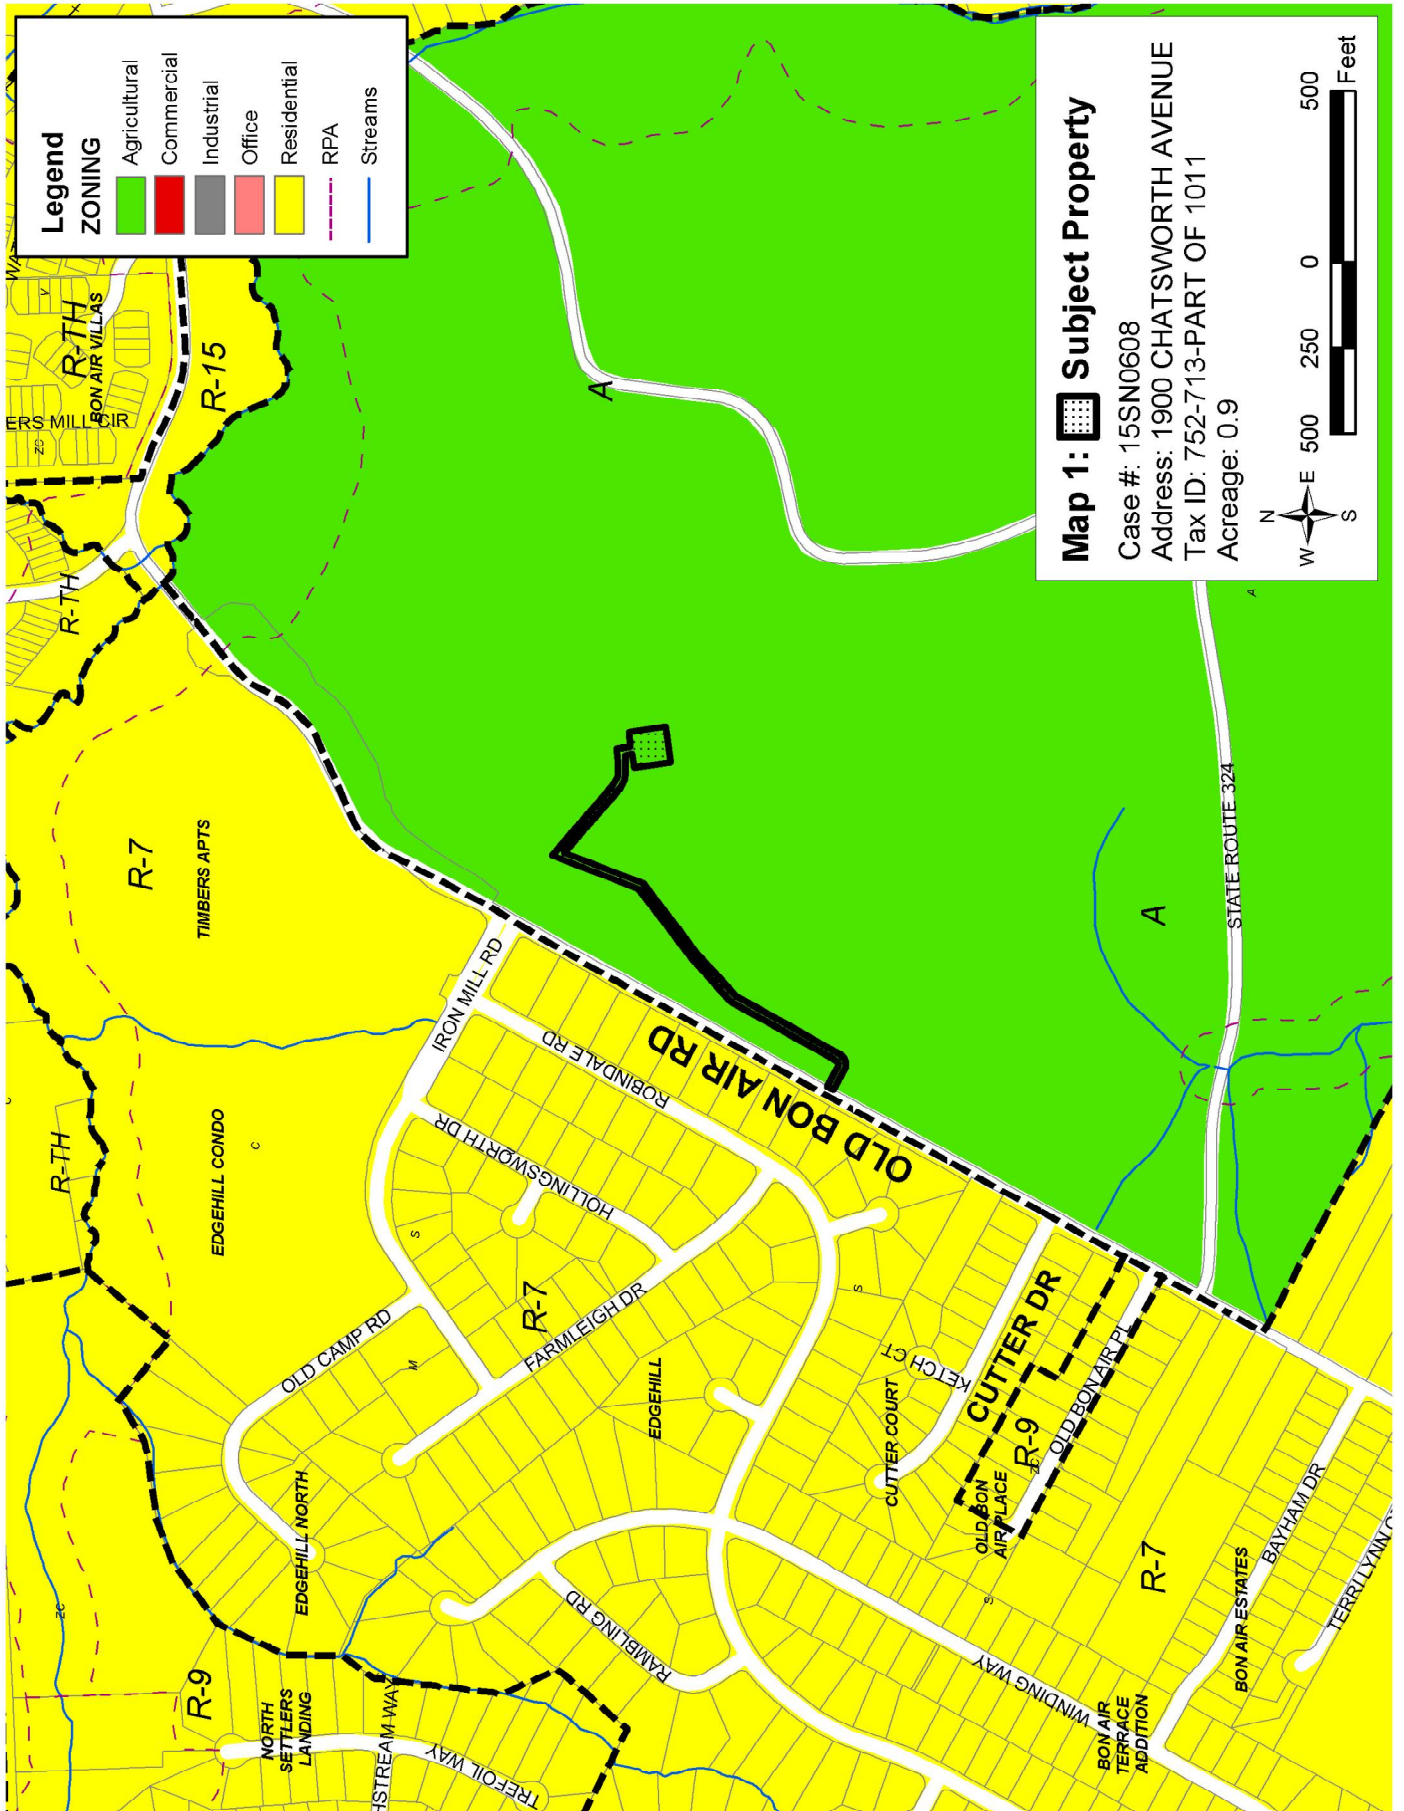 Legend
ZONING
Agricultural
Commercial
Industrial
Office
Residential
RPA
Streams
Map 1: Subject Property
Case #: 15SN0608
Address: 1900 CHATSWORTH AVENUE
Tax ID: 752-713-PART OF 1011
Acreage: 0.9
N
W
E
S
500
250
0
500
Feet
R-TH
BON AIR VILLAS
V
ERS MILL CIR
ZC
R-15
R-TH
R-7
TIMBERS APTS
R-TH
EDGEHILL CONDO
C
C
IRON MILL RD
ROBINDALE RD
OLD BON AIR RD
HOLLINGSWORTH DR
S
R-7
FARMLEIGH DR
OLD CAMP RD
M
EDGEHILL
EDGEHILL NORTH
S
KETCH CT
CUTTER DR
CUTTER COURT
R-9
ZC
OLD BON AIR PL
OLD BON
AIR PLACE
S
R-7
BAYHAM DR
BON AIR ESTATES
TERRI LYNN C
WINDING WAY
BON AIR
TERRACE
ADDITION
RAMBLING RD
ZC
R-9
NORTH
SETTLERS
LANDING
HSTREAM WAY
TREFOIL WAY
A
A
A
STATE ROUTE 324